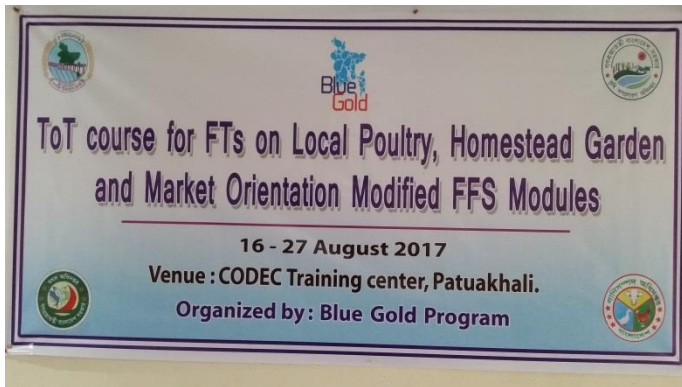 Blue
Gold
ToT course for FTs on Local Poultry, Homestead Garden
and Market Orientation Modified FFS Modules
16 - 27 August 2017
Venue : CODEC Training center, Patuakhali.
Organized by : Blue Gold Program